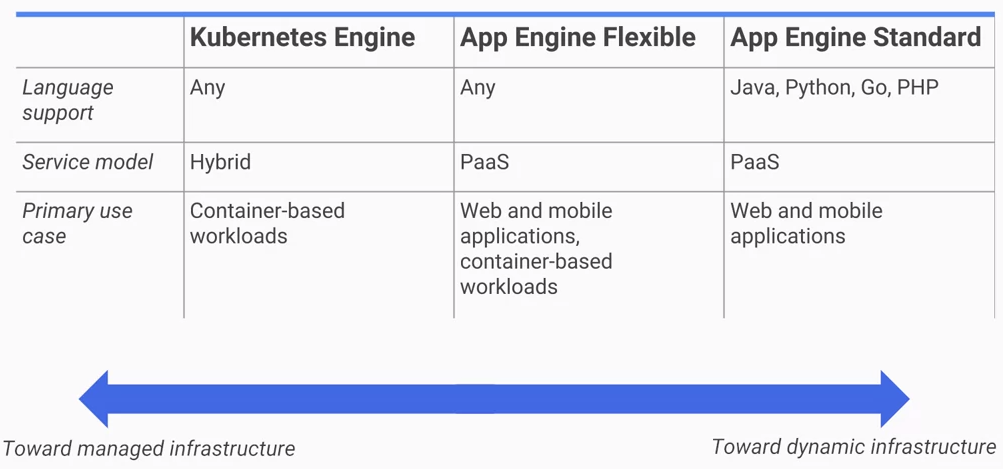 Kubernetes Engine App Engine Flexible App Engine Standard
Language support Any Any Java, Python, Go, PHP
Service model Hybrid PaaS PaaS
Primary use case Container-based workloads Web and mobile applications, container-based workloads Web and mobile applications
Toward managed infrastructure Toward dynamic infrastructure